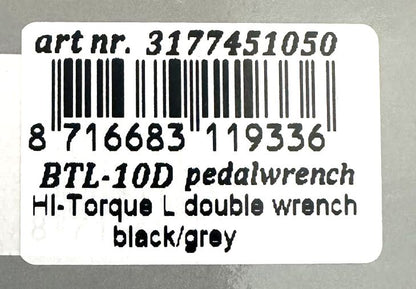 art nr. 3177451050
8 716683 119336
BTL-10D pedalwrench
HI-Torque L double wrench
black/grey